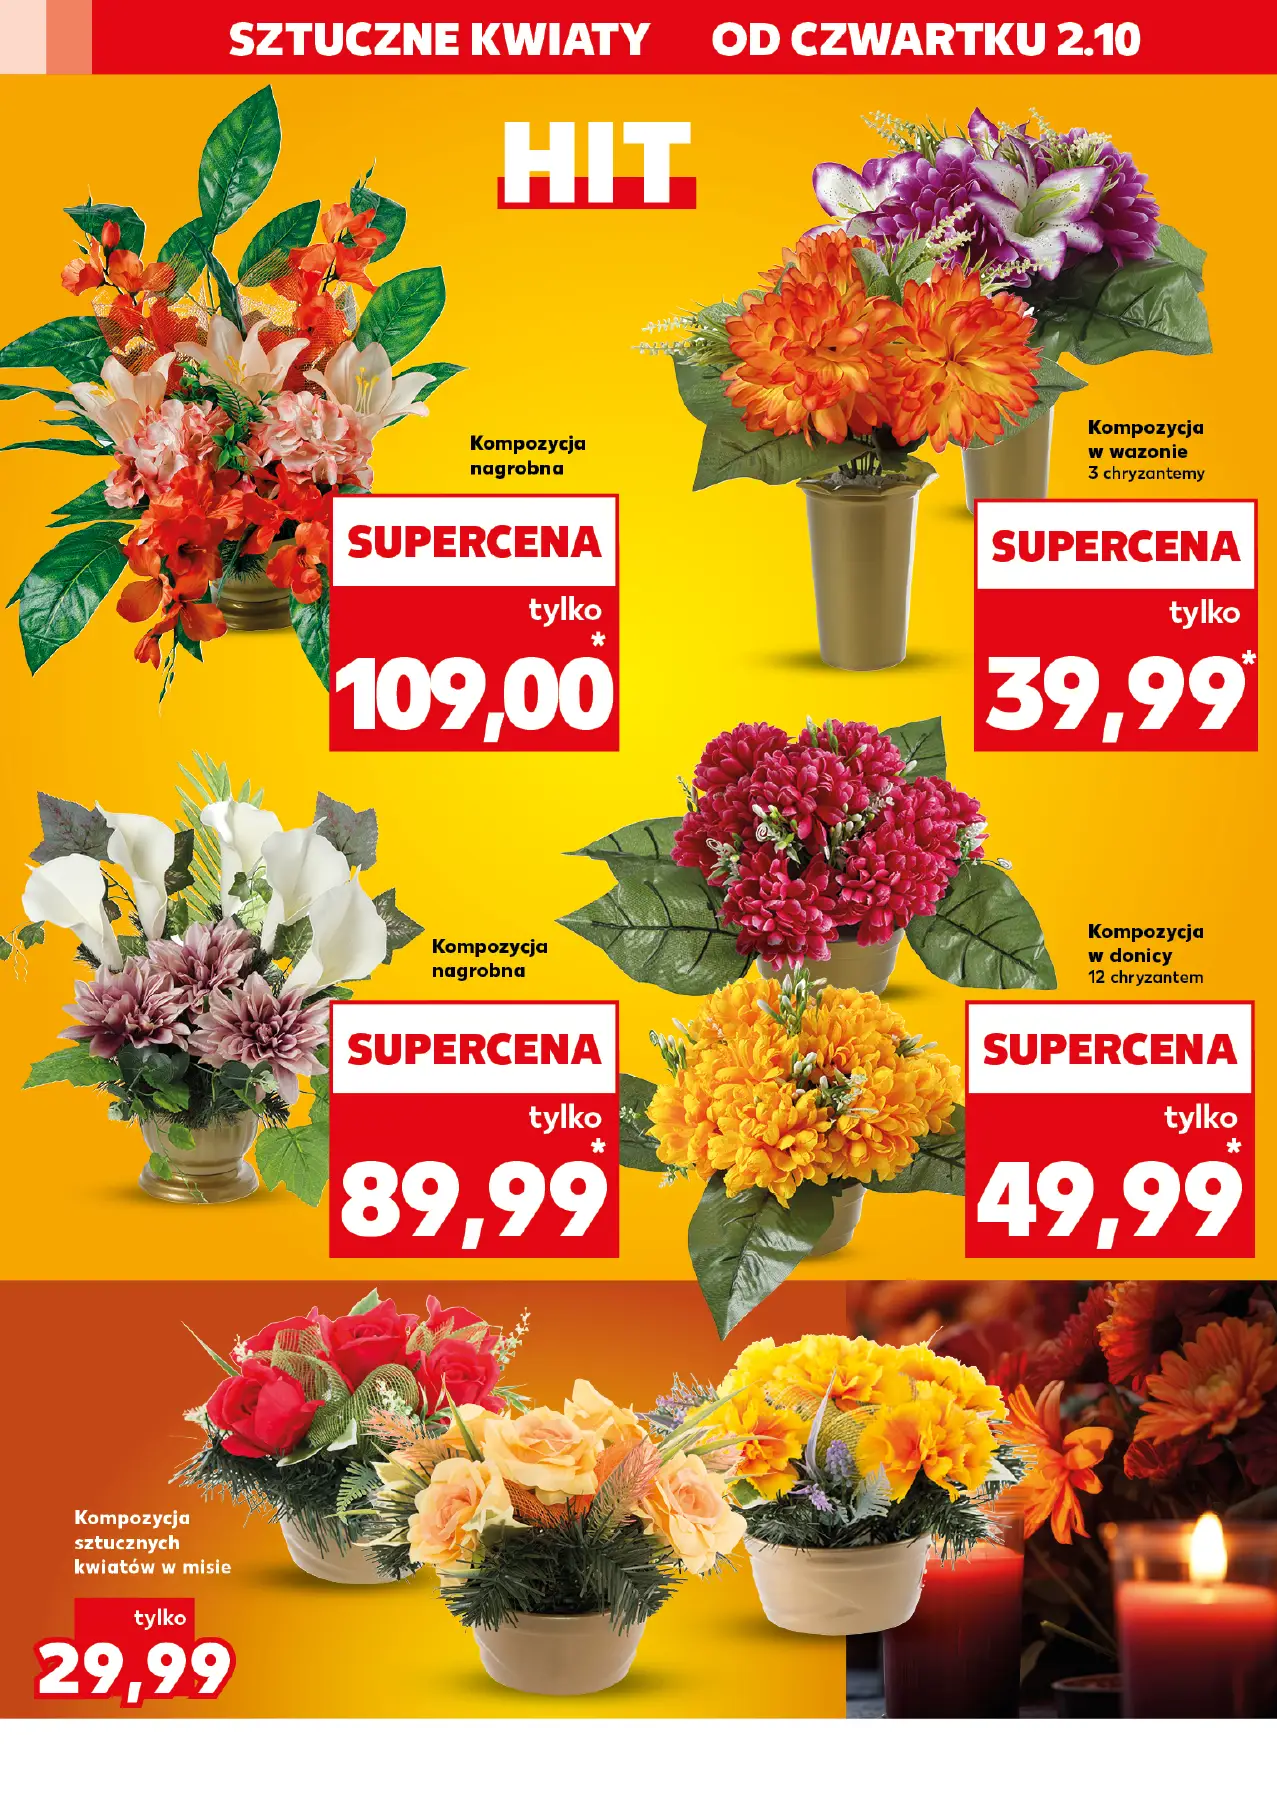 SZTUCZNE KWIATY OD CZWARTKU 2.10
HIT
Kompozycja
nagrobna
SUPERCENA
tylko
*
109,00
Kompozycja
w wazonie
3 chryzantemy
SUPERCENA
tylko
*
39,99
Kompozycja
nagrobna
SUPERCENA
tylko
*
89,99
Kompozycja
w donicy
12 chryzantem
SUPERCENA
tylko
*
49,99
Kompozycja
sztucznych
kwiatów w misie
tylko
29,99